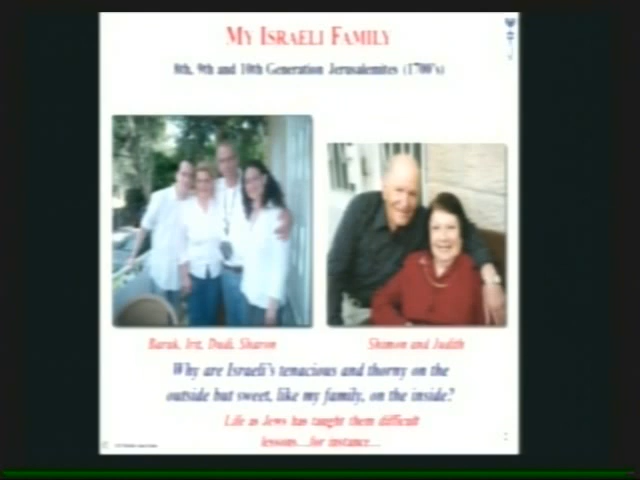 MY ISRAELI FAMILY
8th, 9th and 10th Generation Jerusalemites (1700's)
Barak, Irit, Dudi, Sharon
Shimon and Judith
Why are Israeli's tenacious and thorny on the
outside but sweet, like my family, on the inside?
Life as Jews has taught them difficult
lessons...for instance...
2